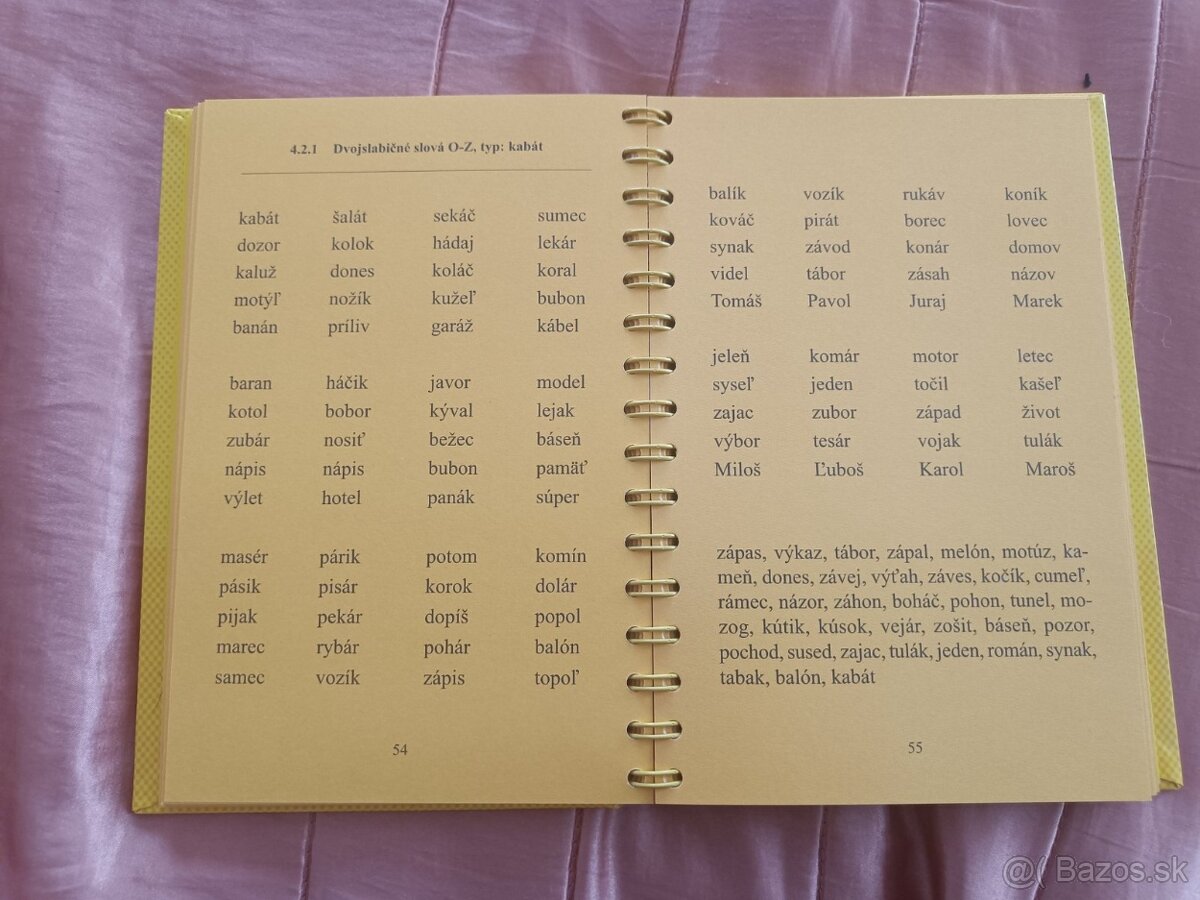 4.2.1 Dvojslabičné slová O-Z, typ: kabát
kabát šalát sekáč sumec
dozor kolok hádaj lekár
kaluž dones koláč koral
motýľ nožík kužeľ bubon
banán príliv garáž kábel
baran háčik javor model
kotol bobor kýval lejak
zubár nosiť bežec báseň
nápis nápis bubon pamäť
výlet hotel panák súper
masér párik potom komín
pásik pisár korok dolár
pijak pekár dopíš popol
marec rybár pohár balón
samec vozík zápis topoľ
54
balík vozík rukáv koník
kováč pirát borec lovec
synak závod konár domov
videl tábor zásah názov
Tomáš Pavol Juraj Marek
jeleň komár motor letec
syseľ jeden točil kašeľ
zajac zubor západ život
výbor tesár vojak tulák
Miloš Ľuboš Karol Maroš
zápas, výkaz, tábor, zápal, melón, motúz, ka-
meň, dones, závej, výťah, záves, kočík, cumeľ,
rámec, názor, záhon, boháč, pohon, tunel, mo-
zog, kútik, kúsok, vejár, zošit, báseň, pozor,
pochod, sused, zajac, tulák, jeden, román, synak,
tabak, balón, kabát
55
@( Bazos.sk